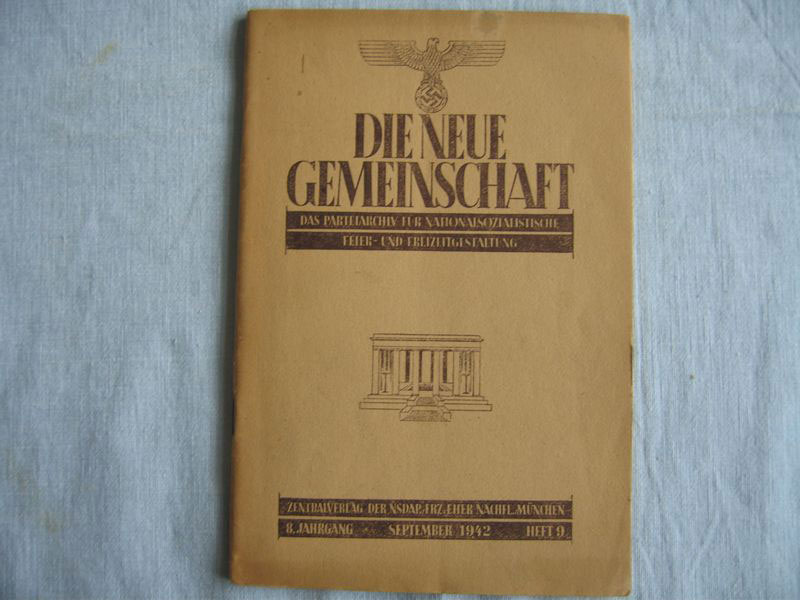 DIE NEUE
GEMEINSCHAFT
DAS PARTEIARCHIV FÜR NATIONALSOZIALISTISCHE
FEIER- UND FREIZEITGESTALTUNG
ZENTRALVERLAG DER NSDAP. FRZ. EHER NACHF. MÜNCHEN
8. JAHRGANG SEPTEMBER 1942 HEFT 9